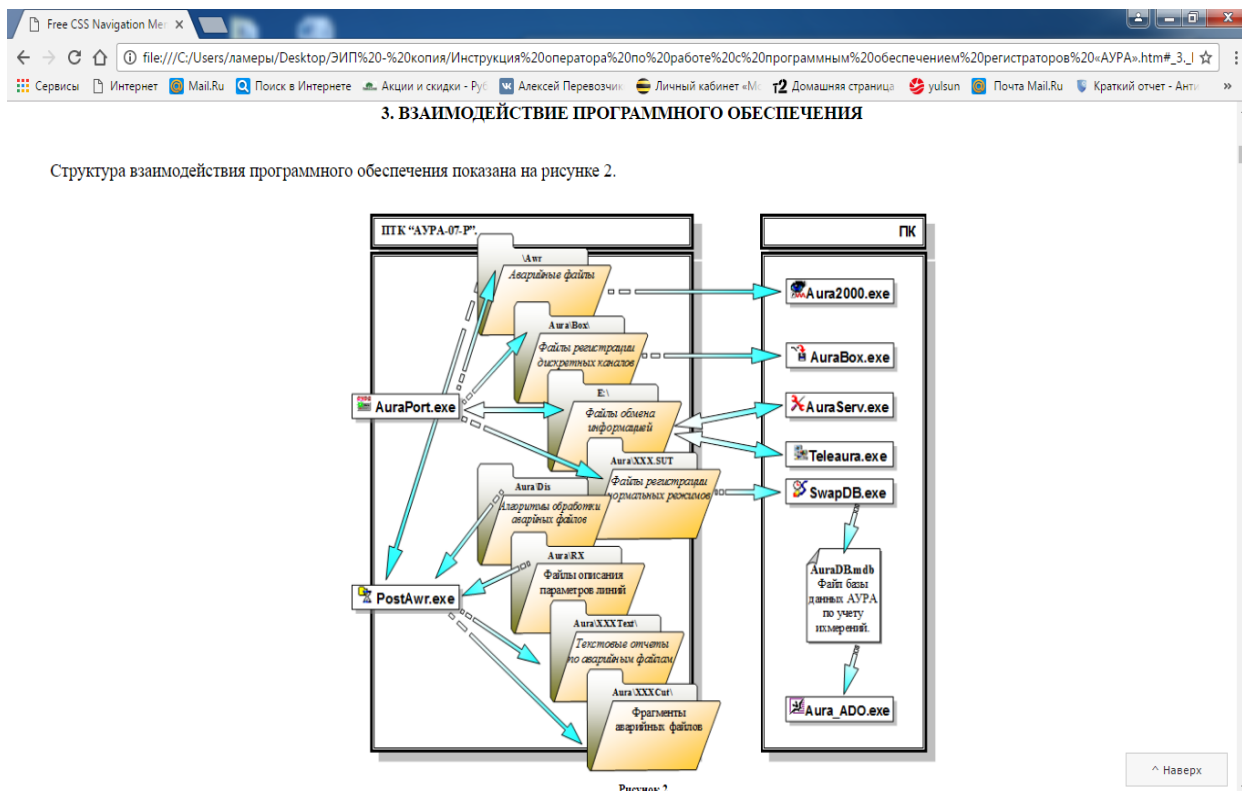 Free CSS Navigation Mer
file:///C:/Users/ламеры/Desktop/ЭИП%20-%20копия/Инструкция%20оператора%20по%20работе%20с%20программным%20обеспечением%20регистраторов%20«АУРА».htm#_3._
Сервисы Интернет Mail.Ru Поиск в Интернете Акции и скидки - Руб Алексей Перевозчик Личный кабинет «М Домашняя страница yulsun Почта Mail.Ru Краткий отчет - Анти »
3. ВЗАИМОДЕЙСТВИЕ ПРОГРАММНОГО ОБЕСПЕЧЕНИЯ
Структура взаимодействия программного обеспечения показана на рисунке 2.
ПТК “АУРА-07-Р”.
ПК
\Awr
Аварийные файлы
Aura2000.exe
Aura\Box\
Файлы регистрации
дискретных каналов
AuraBox.exe
AuraPort.exe
E:\
Файлы обмена
информацией
AuraServ.exe
Teleaura.exe
Aura\XXX.SUT
Файлы регистрации
нормальных режимов
SwapDB.exe
Aura\Dis
Алгоритмы обработки
аварйных файлов
Aura\RX
Файлы описания
параметров линий
AuraDB.mdb
Файл базы
данных АУРА
по учету
ихмерений.
PostAwr.exe
Aura\XXXText\
Текстовые отчеты
по аварийным файлам
Aura\XXXCut\
Фрагменты
аварийных файлов
Aura_ADO.exe
Рисунок 2
^ Наверх